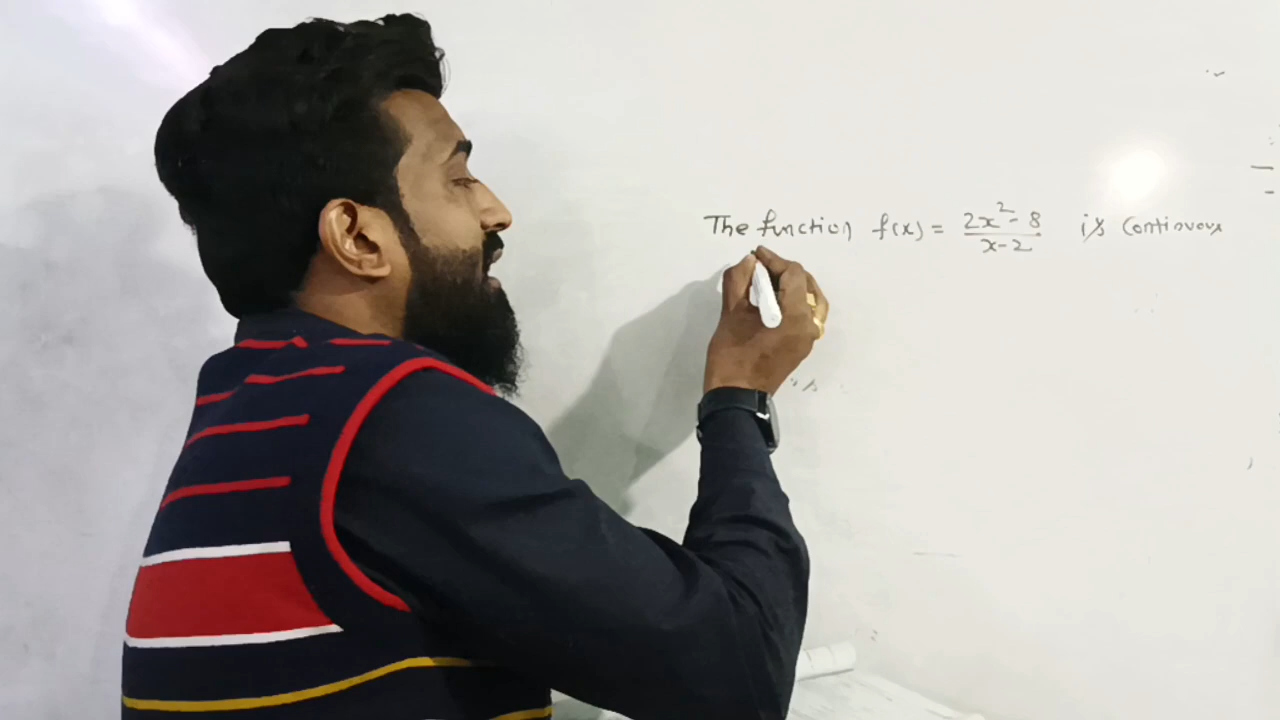 The function f(x) = (2x² - 8)/(x - 2) is continuous